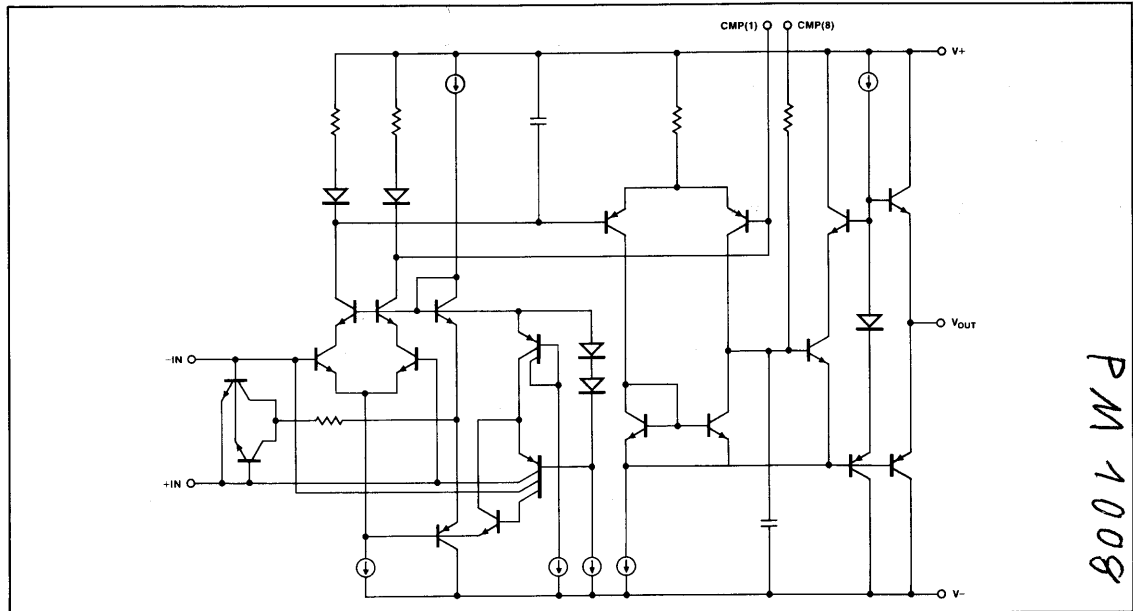 CMP(1) CMP(8)
V+
–IN
VOUT
+IN
V-
PM 1008